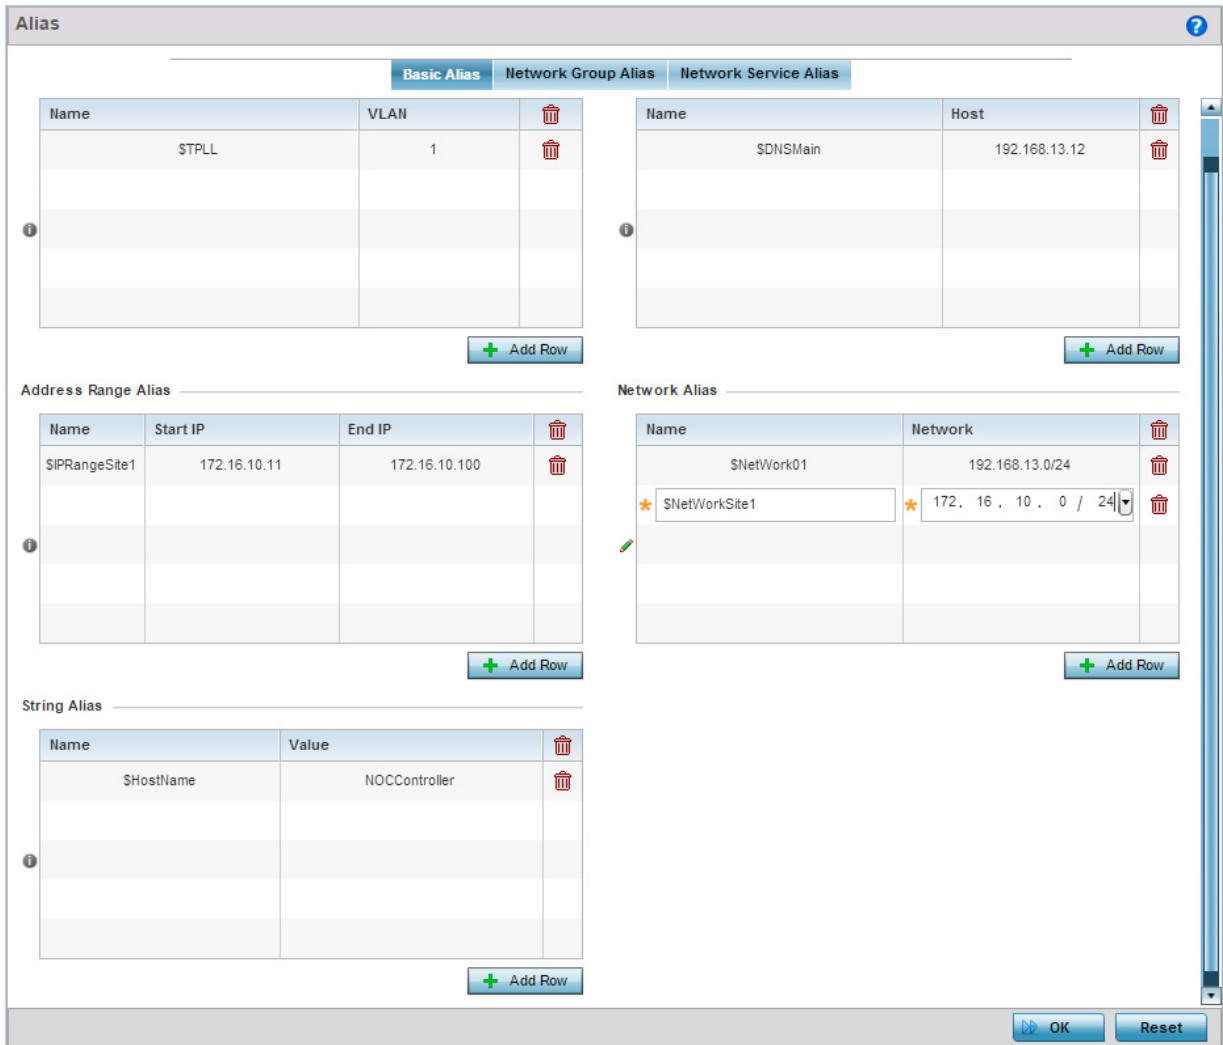 Alias
?
Basic Alias Network Group Alias Network Service Alias
Name VLAN
$TPLL 1
Add Row
Name Host
$DNSMain 192.168.13.12
Add Row
Address Range Alias
Name Start IP End IP
$IPRangeSite1 172.16.10.11 172.16.10.100
Add Row
Network Alias
Name Network
$NetWork01 192.168.13.0/24
* $NetWorkSite1 * 172. 16 . 10 . 0 / 24
Add Row
String Alias
Name Value
$HostName NOCController
Add Row
OK Reset